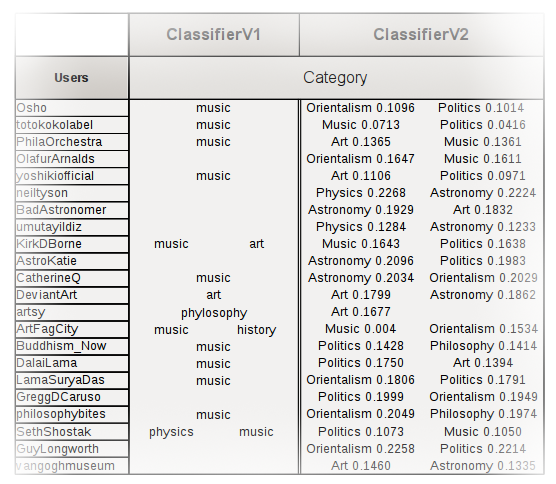 ClassifierV1 ClassifierV2
Users Category
Osho music Orientalism 0.1096 Politics 0.1014
totokokolabel music Music 0.0713 Politics 0.0416
PhilaOrchestra music Art 0.1365 Music 0.1361
OlafurArnalds Orientalism 0.1647 Music 0.1611
yoshikiofficial music Art 0.1106 Politics 0.0971
neiltyson Physics 0.2268 Astronomy 0.2224
BadAstronomer Astronomy 0.1929 Art 0.1832
umutayildiz Physics 0.1284 Astronomy 0.1233
KirkDBorne music art Music 0.1643 Politics 0.1638
AstroKatie Astronomy 0.2096 Politics 0.1983
CatherineQ music Astronomy 0.2034 Orientalism 0.2029
DeviantArt art Art 0.1799 Astronomy 0.1862
artsy phylosophy Art 0.1677
ArtFagCity music history Music 0.004 Orientalism 0.1534
Buddhism_Now music Politics 0.1428 Philosophy 0.1414
DalaiLama music Politics 0.1750 Art 0.1394
LamaSuryaDas music Orientalism 0.1806 Politics 0.1791
GreggDCaruso Politics 0.1999 Orientalism 0.1949
philosophybites music Orientalism 0.2049 Philosophy 0.1974
SethShostak physics music Politics 0.1073 Music 0.1050
GuyLongworth Orientalism 0.2258 Politics 0.2214
vangoghmuseum Art 0.1460 Astronomy 0.1335